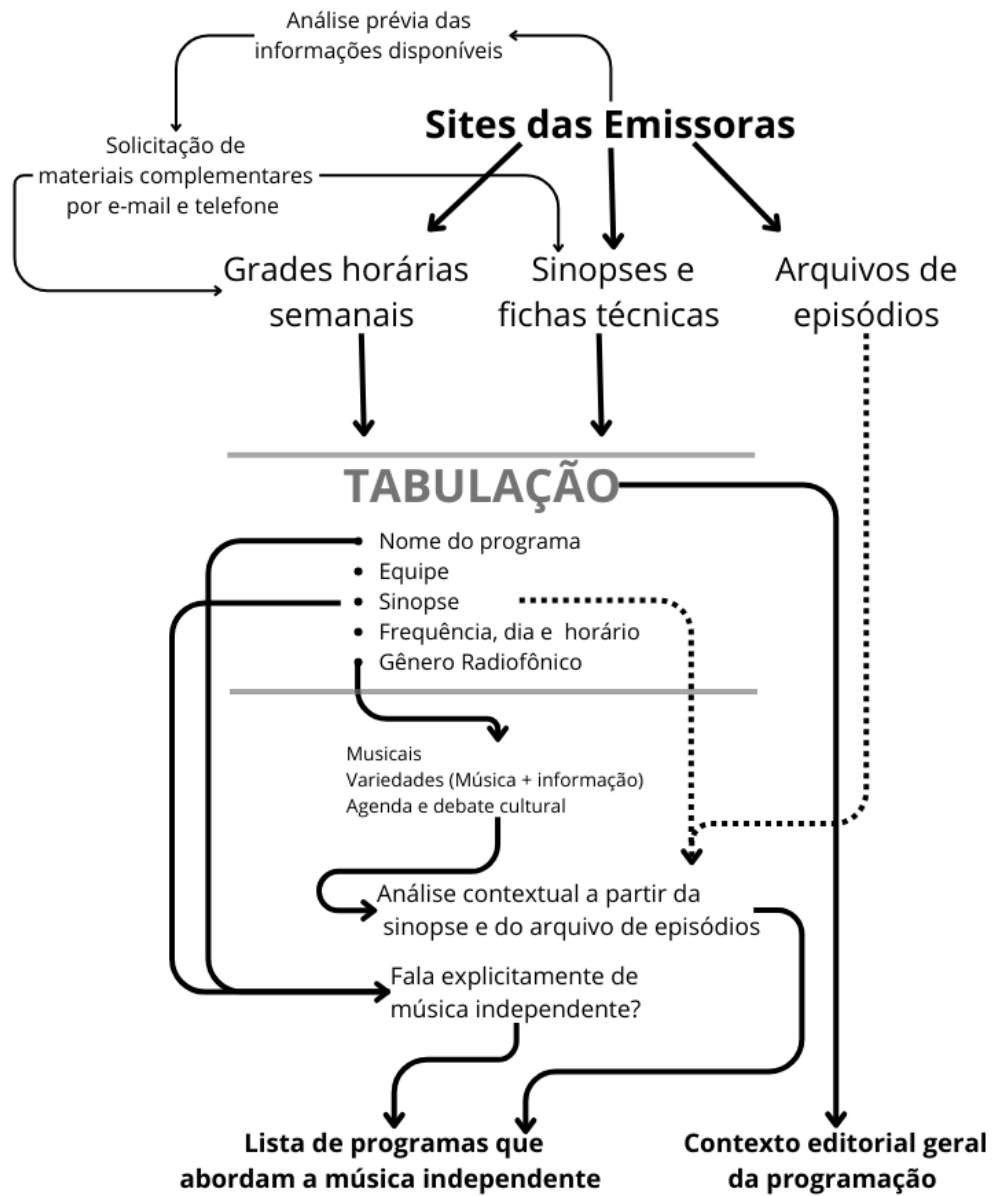 Análise prévia das
informações disponíveis
Sites das Emissoras
Solicitação de
materiais complementares
por e-mail e telefone
Grades horárias
semanais
Sinopses e
fichas técnicas
Arquivos de
episódios
TABULAÇÃO
Nome do programa
Equipe
Sinopse
Frequência, dia e horário
Gênero Radiofônico
Musicais
Variedades (Música + informação)
Agenda e debate cultural
Análise contextual a partir da
sinopse e do arquivo de episódios
Fala explicitamente de
música independente?
Lista de programas que
abordam a música independente
Contexto editorial geral
da programação